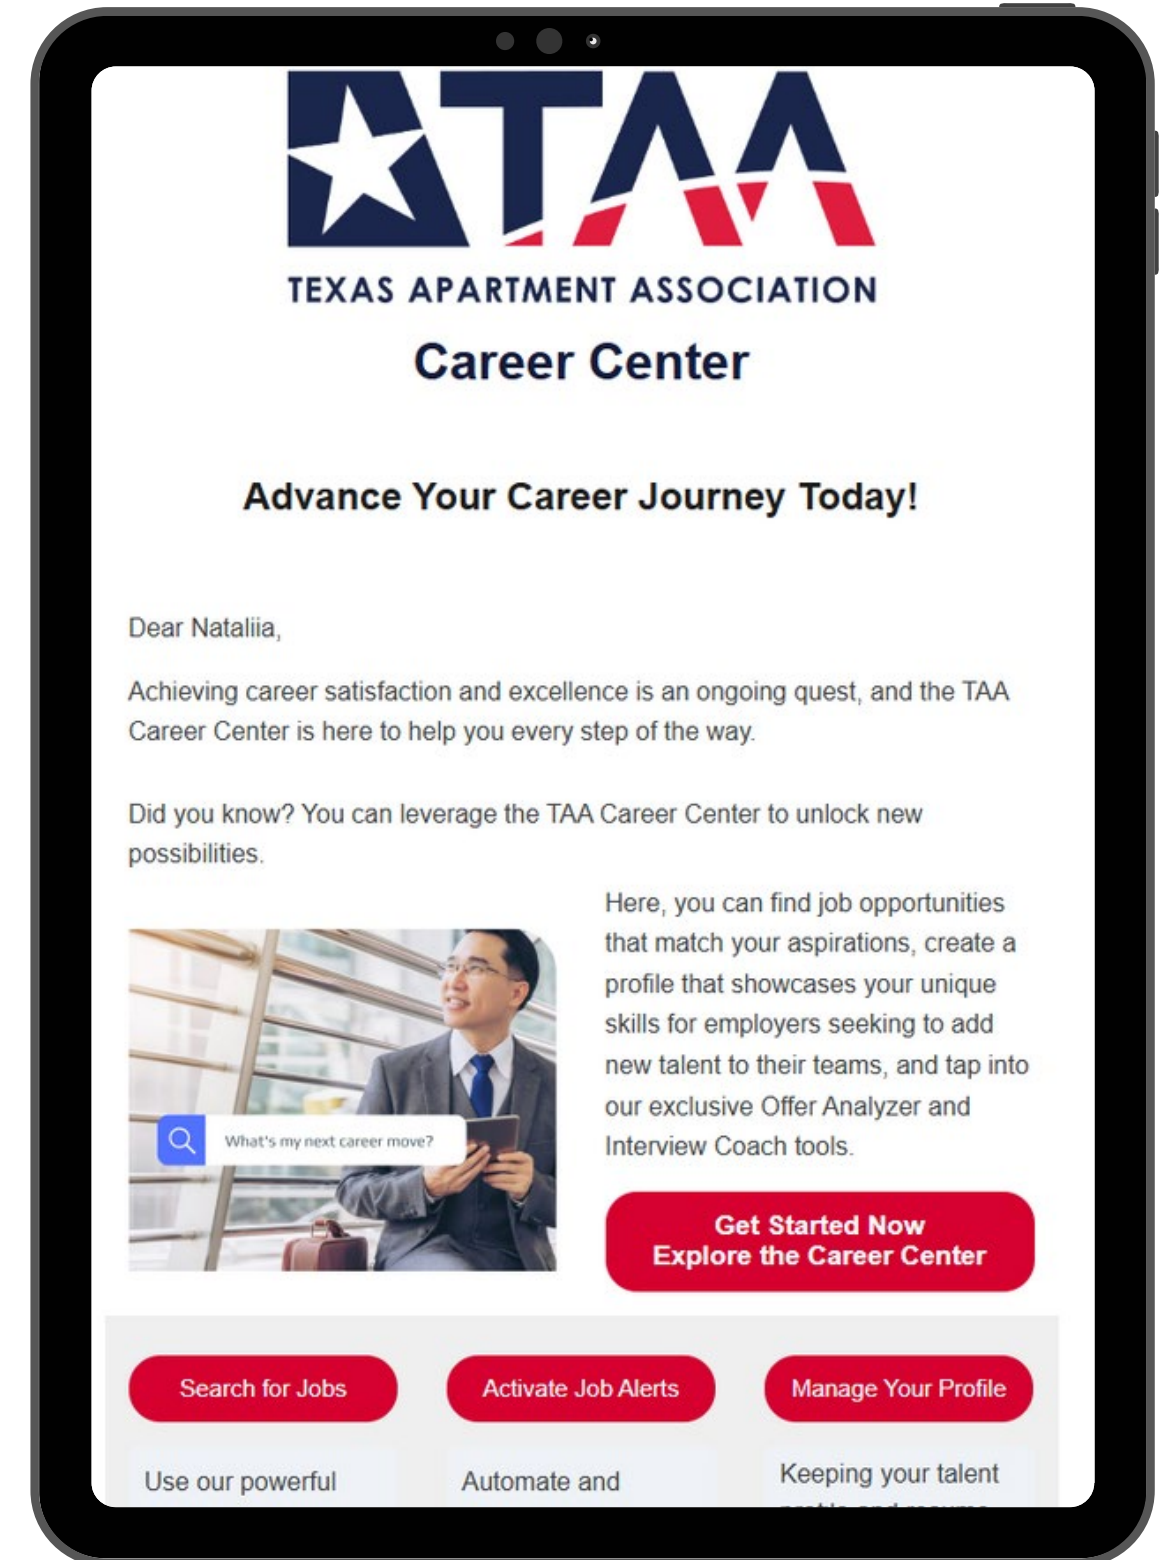 TAA
TEXAS APARTMENT ASSOCIATION
Career Center
Advance Your Career Journey Today!
Dear Nataliia,
Achieving career satisfaction and excellence is an ongoing quest, and the TAA
Career Center is here to help you every step of the way.
Did you know? You can leverage the TAA Career Center to unlock new
possibilities.
What's my next career move?
Here, you can find job opportunities
that match your aspirations, create a
profile that showcases your unique
skills for employers seeking to add
new talent to their teams, and tap into
our exclusive Offer Analyzer and
Interview Coach tools.
Get Started Now
Explore the Career Center
Search for Jobs
Activate Job Alerts
Manage Your Profile
Use our powerful
Automate and
Keeping your talent
profile and resume